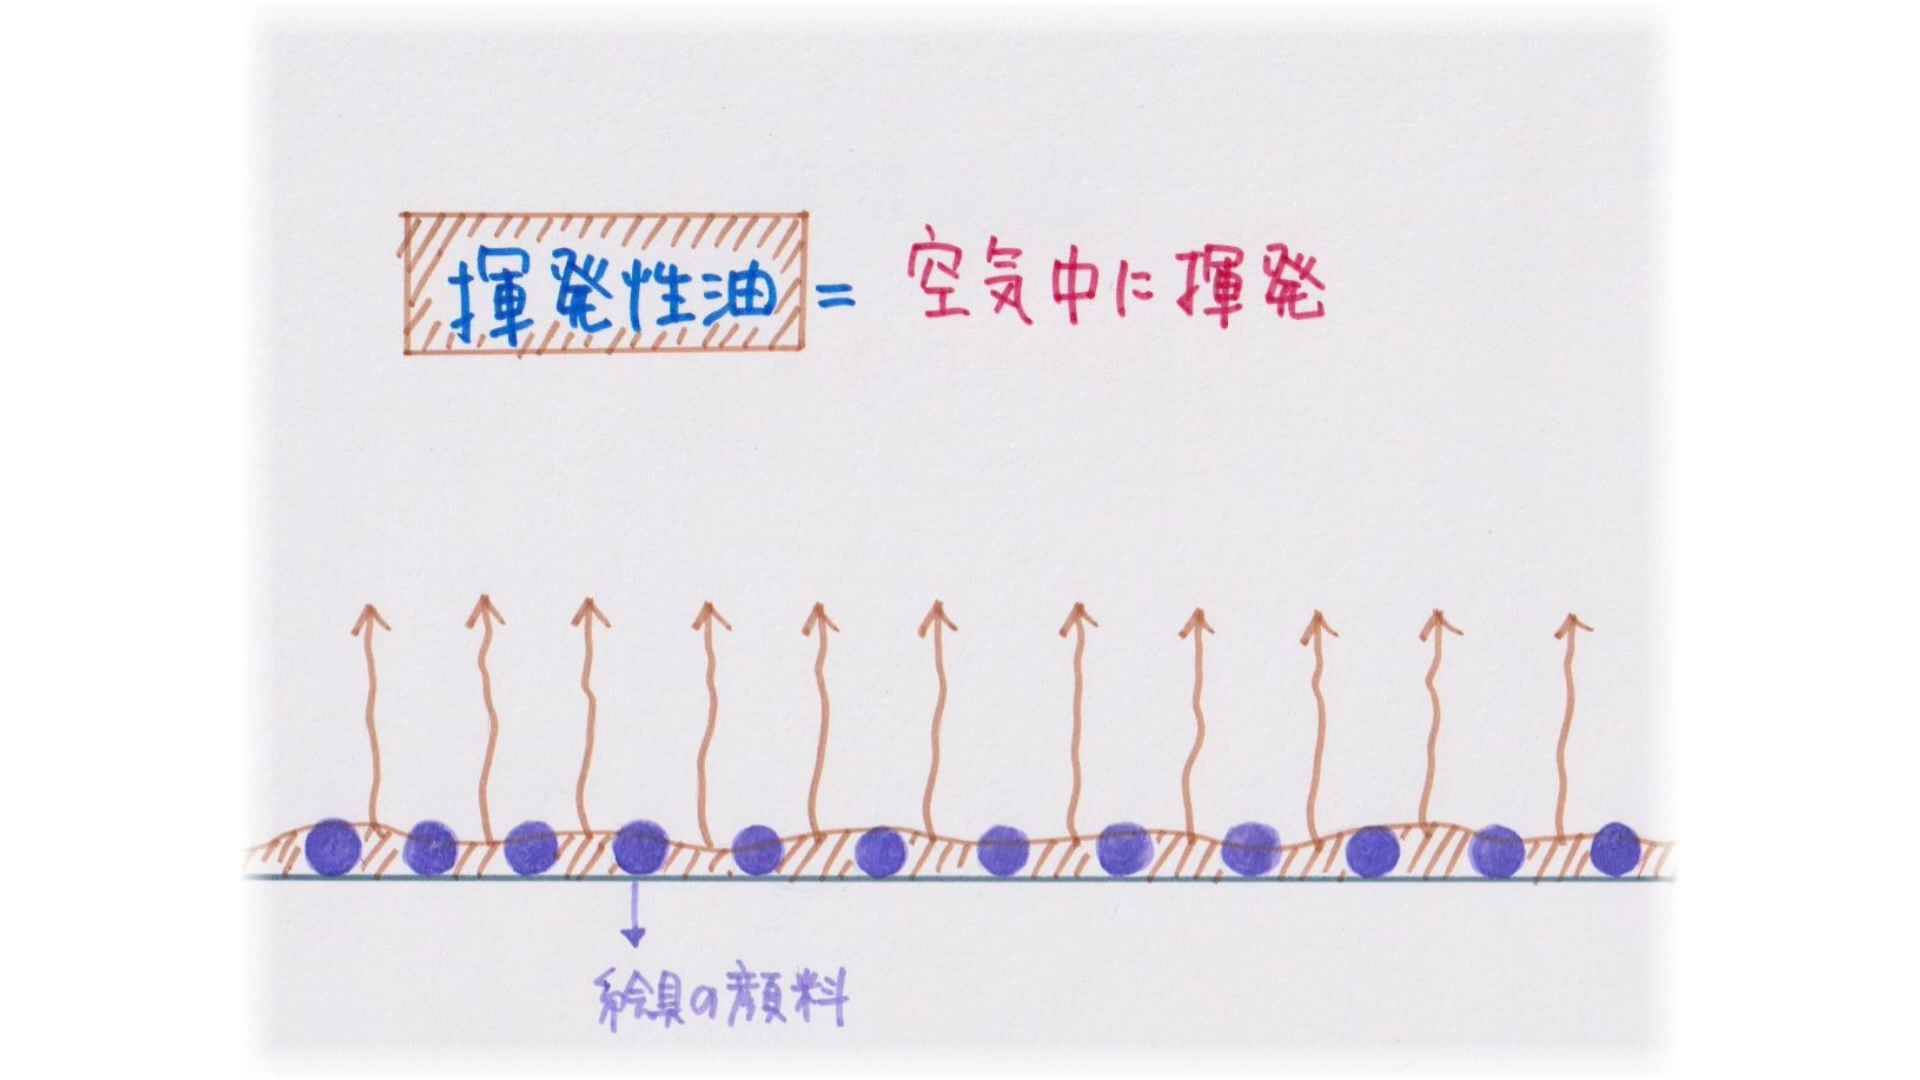 揮発性油 = 空気中に揮発
絵具の顔料